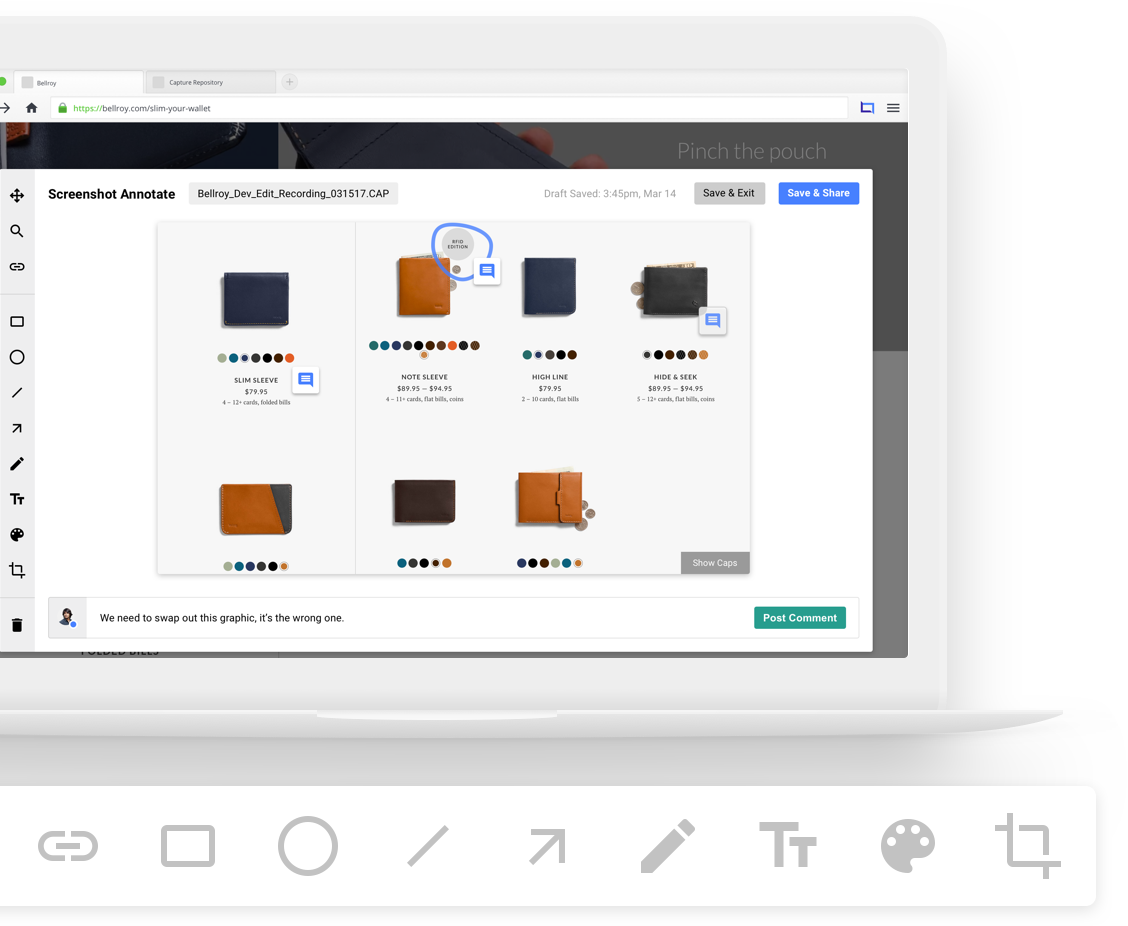 Bellroy
Capture Repository
https://bellroy.com/slim-your-wallet
Pinch the pouch
Screenshot Annotate
Bellroy_Dev_Edit_Recording_031517.CAP
Draft Saved: 3:45pm, Mar 14
Save & Exit
Save & Share
RFID
EDITION
SLIM SLEEVE
$79.95
4 – 12+ cards, folded bills
NOTE SLEEVE
$89.95 – $94.95
4 – 11+ cards, flat bills, coins
HIGH LINE
$79.95
2 – 10 cards, flat bills
HIDE & SEEK
$89.95 – $94.95
5 – 12+ cards, flat bills, coins
Show Caps
We need to swap out this graphic, it's the wrong one.
Post Comment
FOLDED BILLS
Tt
Tt